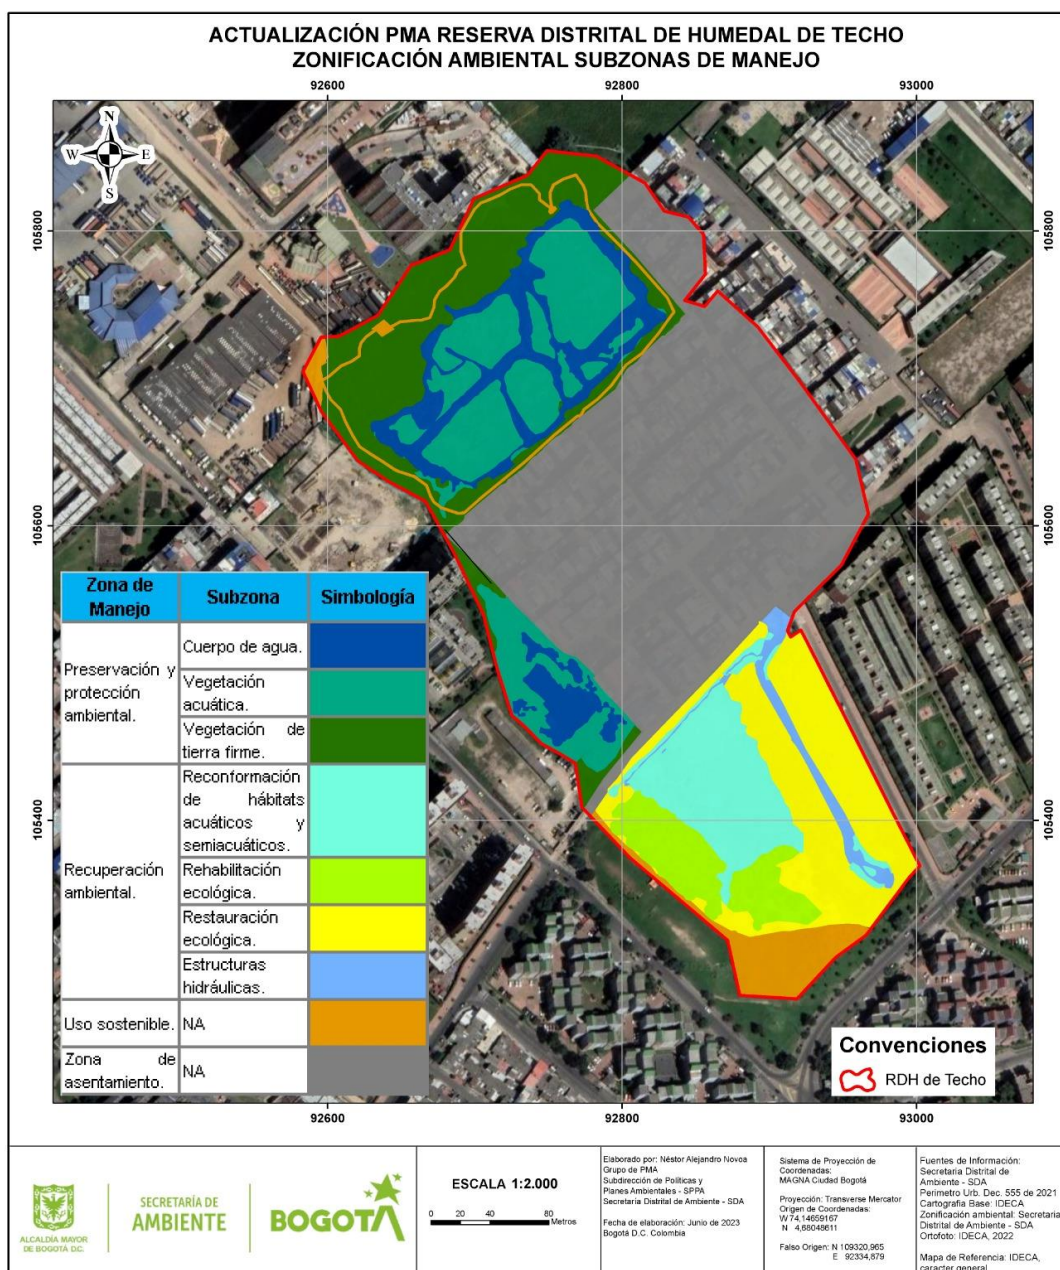 ACTUALIZACIÓN PMA RESERVA DISTRITAL DE HUMEDAL DE TECHO
ZONIFICACIÓN AMBIENTAL SUBZONAS DE MANEJO
92600
92800
93000
N
W
E
S
105800
105800
105600
105600
105400
105400
Zona de
Manejo
Subzona
Simbología
Preservación y
protección
ambiental.
Cuerpo de agua.
Vegetación
acuática.
Vegetación de
tierra firme.
Recuperación
ambiental.
Reconformación
de hábitats
acuáticos y
semiacuáticos.
Rehabilitación
ecológica.
Restauración
ecológica.
Estructuras
hidráulicas.
Uso sostenible.
NA
Zona de
asentamiento.
NA
Convenciones
RDH de Techo
92600
92800
93000
ALCALDÍA MAYOR
DE BOGOTÁ D.C.
SECRETARÍA DE
AMBIENTE
BOGOTÁ
ESCALA 1:2.000
0 20 40 80
Metros
Elaborado por: Néstor Alejandro Novoa
Grupo de PMA
Subdirección de Políticas y
Planes Ambientales - SPPA
Secretaría Distrital de Ambiente - SDA
Fecha de elaboración: Junio de 2023
Bogotá D.C. Colombia
Sistema de Proyección de
Coordenadas:
MAGNA Ciudad Bogotá
Proyección: Transverse Mercator
Origen de Coordenadas:
W 74,14659167
N 4,68048611
Falso Origen: N 109320,965
E 92334,879
Fuentes de Información:
Secretaria Distrital de
Ambiente - SDA
Perimetro Urb. Dec. 555 de 2021
Cartografia Base: IDECA
Zonificación ambiental: Secretaria
Distrital de Ambiente - SDA
Ortofoto: IDECA, 2022
Mapa de Referencia: IDECA,
caracter general